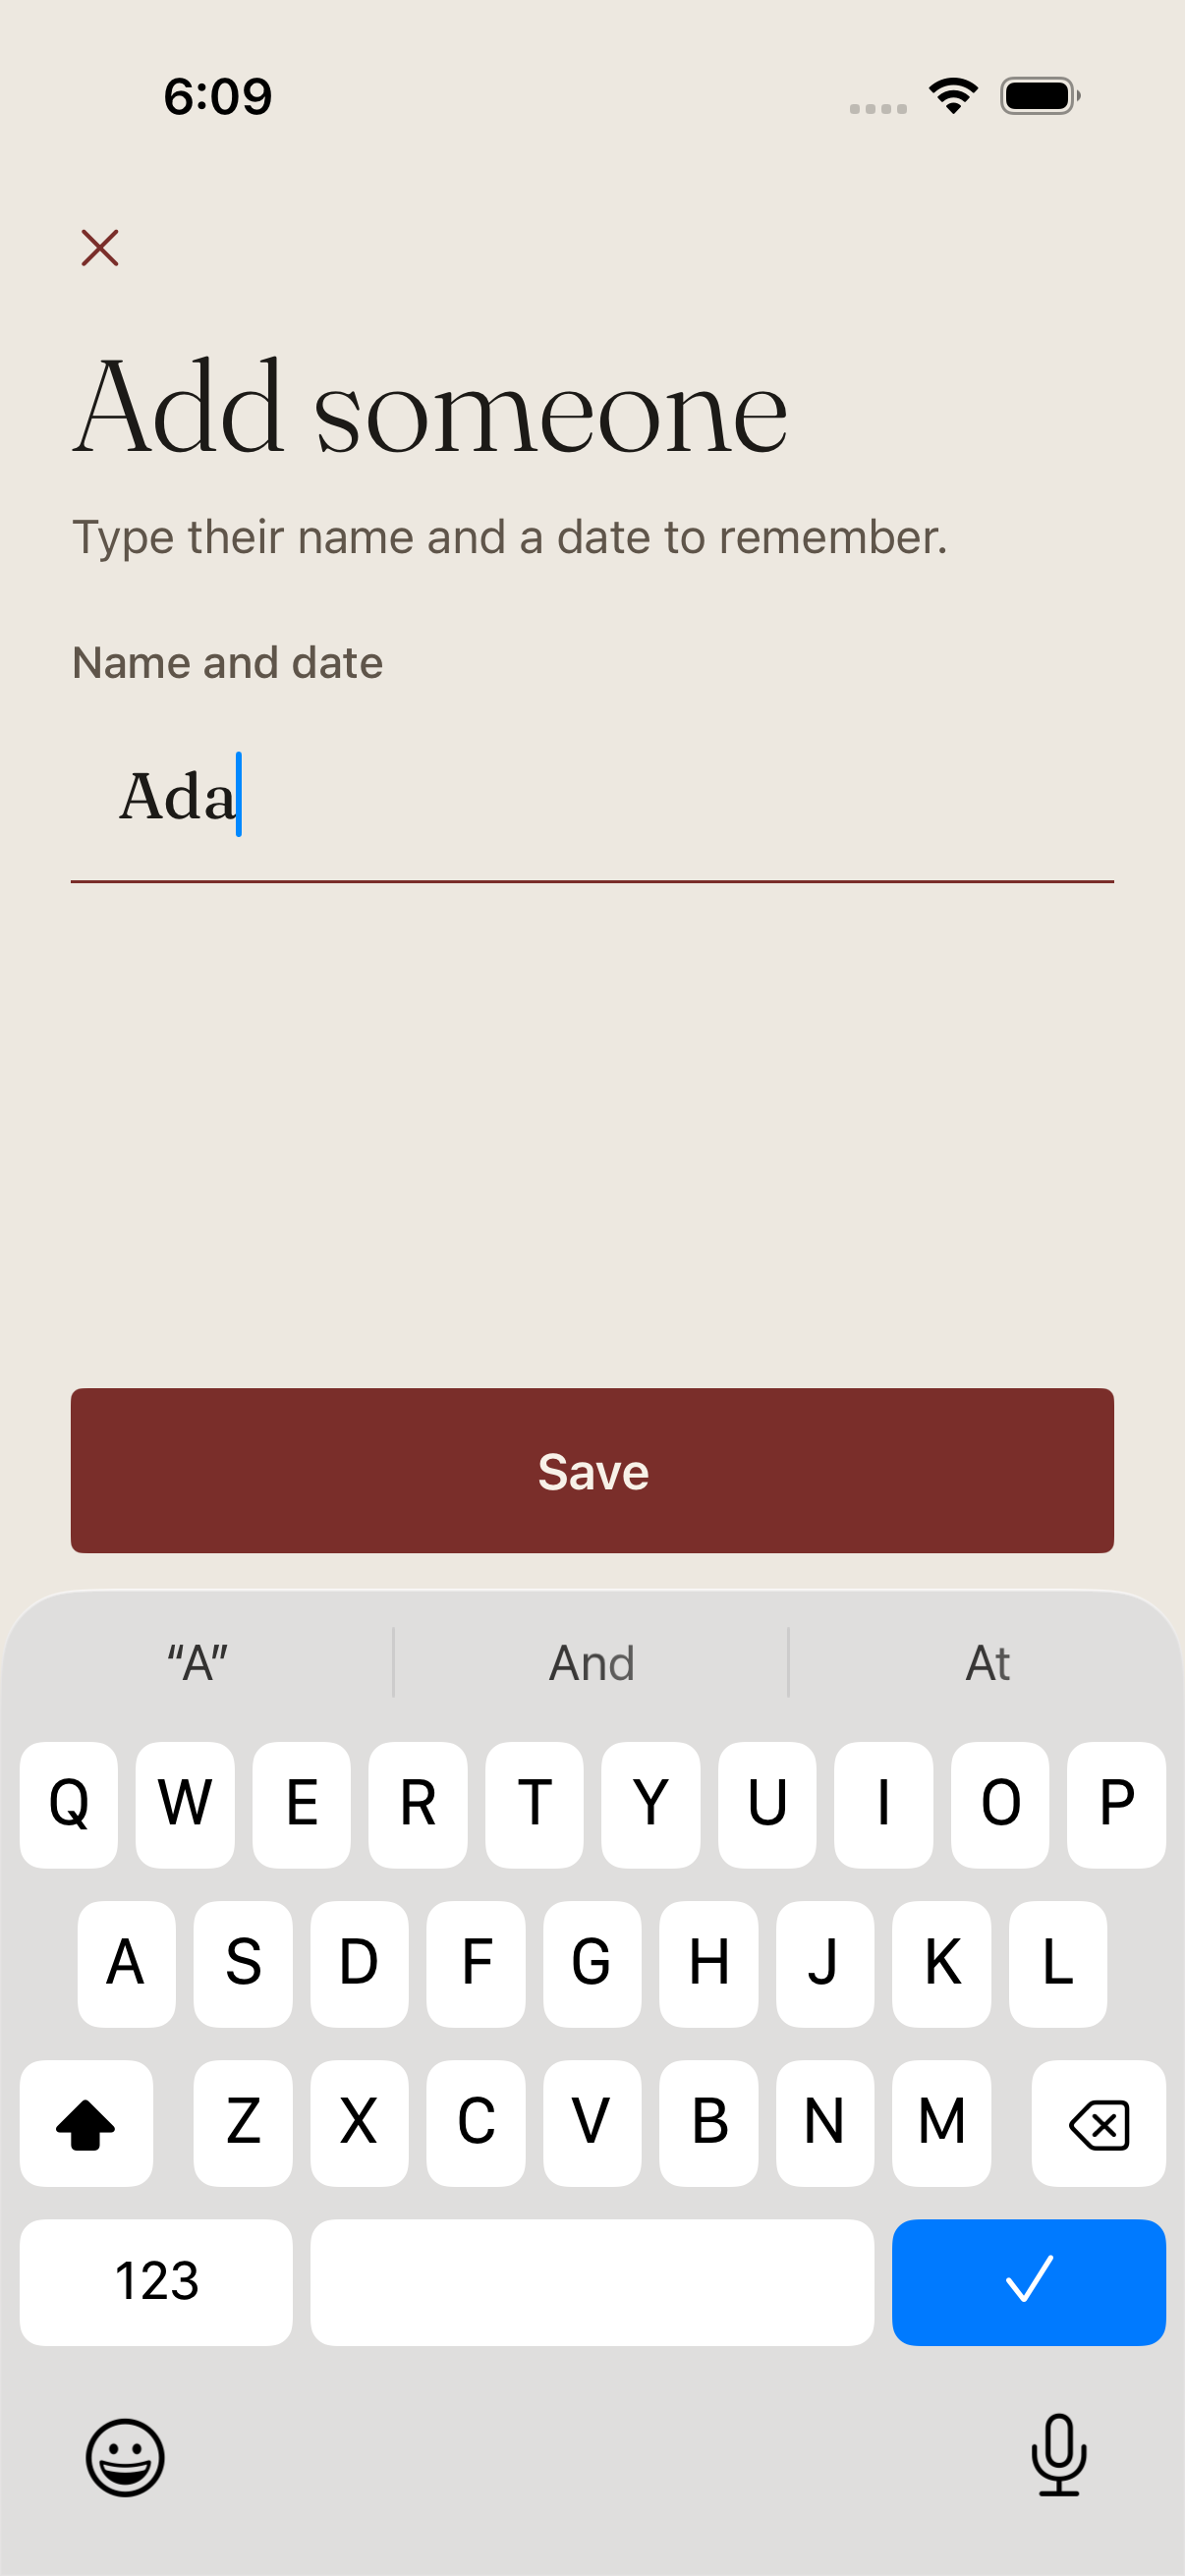 6:09
Add someone
Type their name and a date to remember.
Name and date
Ada
Save
“A” And At
Q W E R T Y U I O P
A S D F G H J K L
Z X C V B N M
123